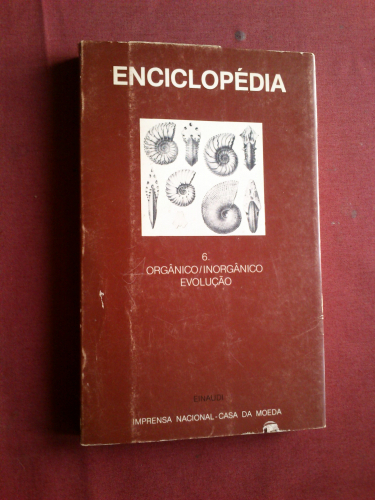 ENCICLOPÉDIA
6.
ORGÂNICO/INORGÂNICO
EVOLUÇÃO
EINAUDI
IMPRENSA NACIONAL-CASA DA MOEDA